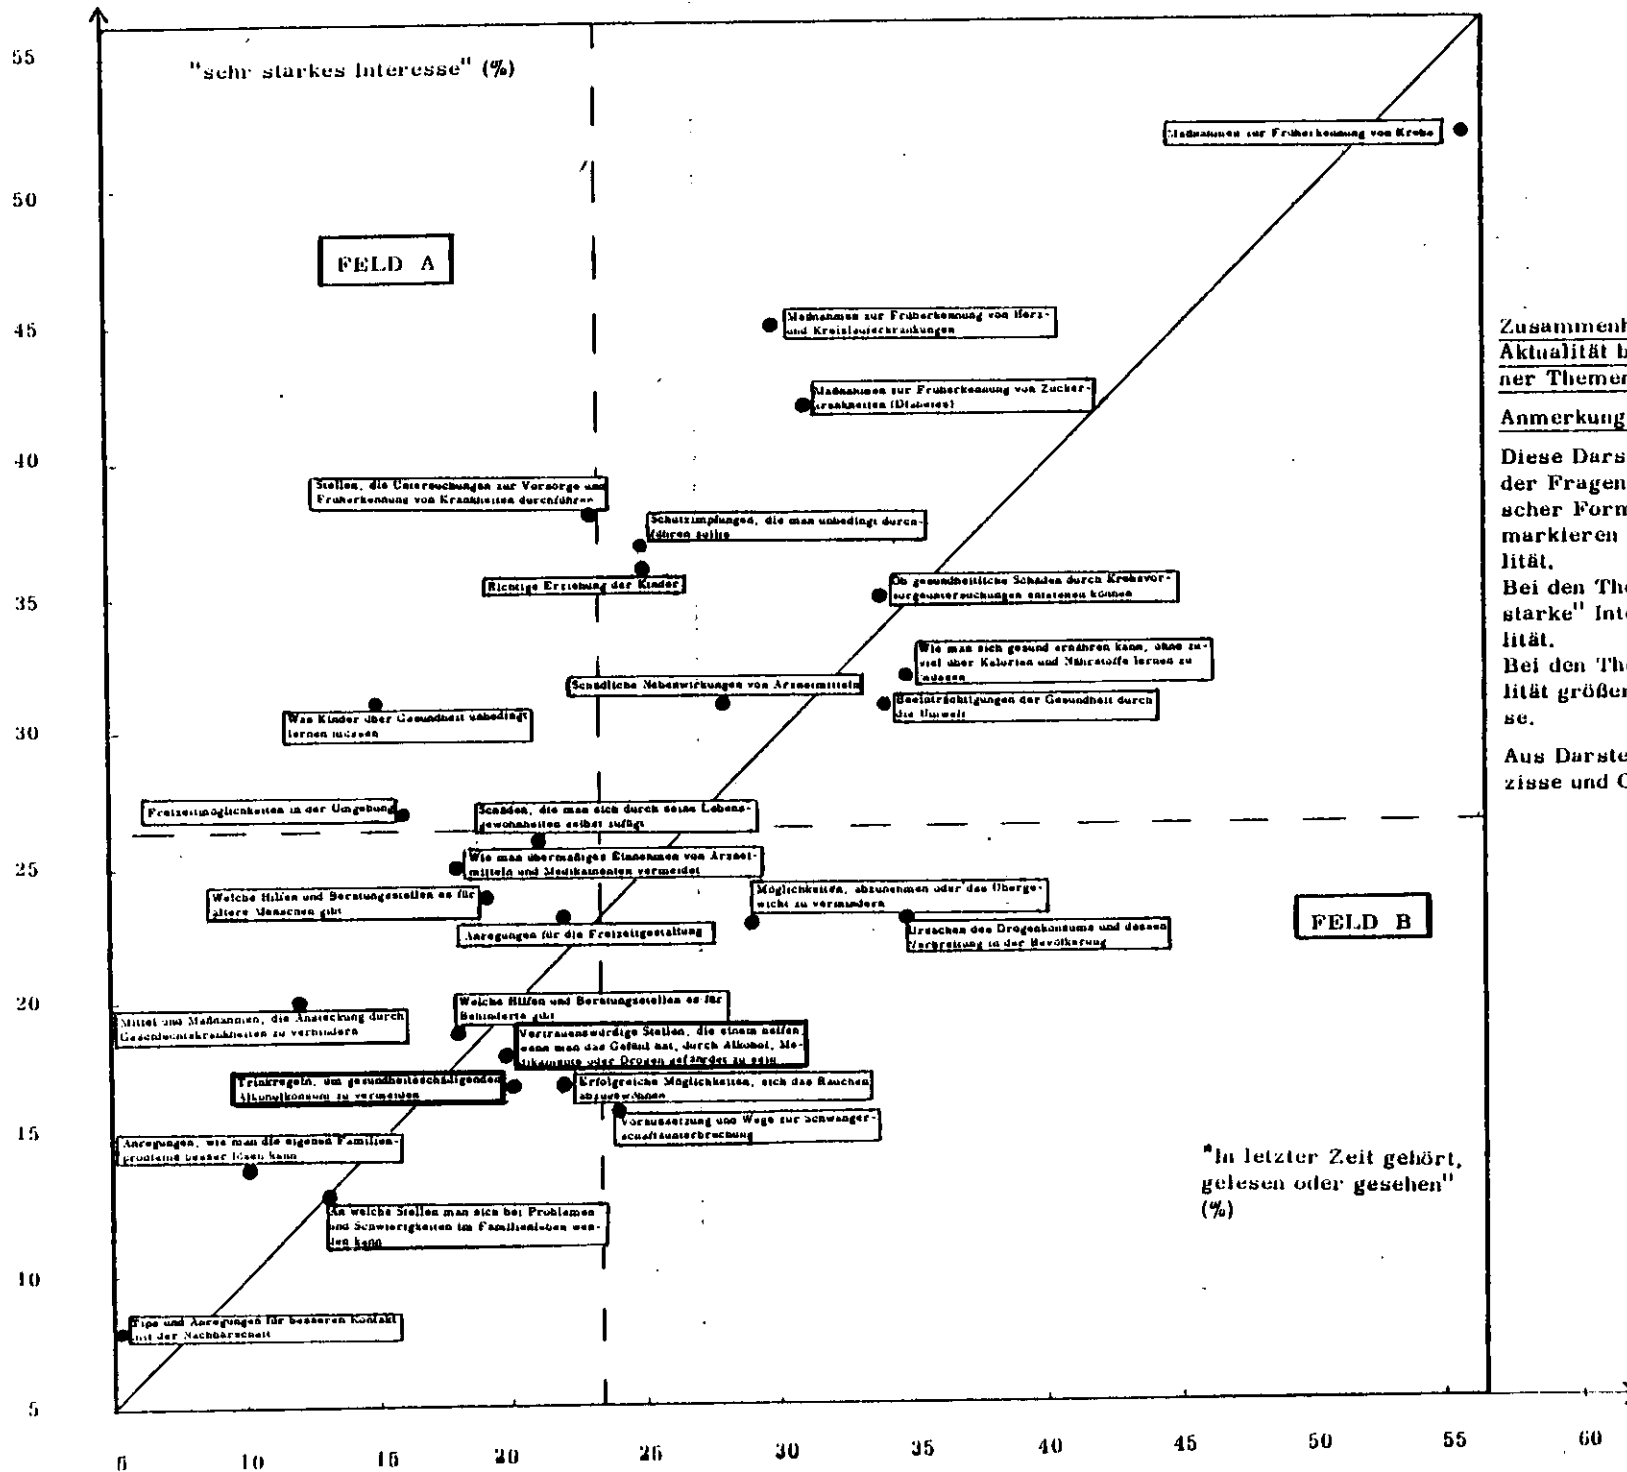 55
"sehr starkes Interesse" (%)
Maßnahmen zur Früherkennung von Krebs
50
FELD A
Maßnahmen zur Früherkennung von Herz-
und Kreislauferkrankungen
45
Maßnahmen zur Früherkennung von Zucker-
krankheiten (Diabetes)
40
Stellen, die Untersuchungen zur Vorsorge und
Früherkennung von Krankheiten durchführen
Schutzimpfungen, die man unbedingt durch-
führen sollte
Richtige Erziehung der Kinder
Ob gesundheitliche Schäden durch Krebsvor-
sorgeuntersuchungen entstehen können
35
Wie man sich gesund ernähren kann, ohne zu-
viel über Kalorien und Nährstoffe lernen zu
müssen
Schädliche Nebenwirkungen von Arzneimitteln
Beeinträchtigungen der Gesundheit durch
die Umwelt
Was Kinder über Gesundheit unbedingt
lernen müssen
30
Freizeitmöglichkeiten in der Umgebung
Schäden, die man sich durch seine Lebens-
gewohnheiten selbst zufügt
25
Wie man übermäßiges Einnehmen von Arznei-
mitteln und Medikamenten vermeidet
Welche Hilfen und Beratungsstellen es für
ältere Menschen gibt
Möglichkeiten, abzunehmen oder das Überge-
wicht zu vermindern
Anregungen für die Freizeitgestaltung
Ursachen des Drogenkonsums und dessen
Verbreitung in der Bevölkerung
FELD B
20
Welche Hilfen und Beratungsstellen es für
Behinderte gibt
Mittel und Maßnahmen, die Ansteckung durch
Geschlechtskrankheiten zu vermindern
Vertrauenswürdige Stellen, die einem helfen,
wenn man das Gefühl hat, durch Alkohol, Me-
dikamente oder Drogen gefährdet zu sein
Trinkregeln, um gesundheitsschädigenden
Alkoholkonsum zu vermeiden
Erfolgreiche Möglichkeiten, sich das Rauchen
abzugewöhnen
Voraussetzung und Wege zur Schwanger-
schaftsunterbrechung
15
Anregungen, wie man die eigenen Familien-
probleme besser lösen kann
An welche Stellen man sich bei Problemen
und Schwierigkeiten im Familienleben wen-
den kann
"In letzter Zeit gehört,
gelesen oder gesehen"
(%)
10
Tips und Anregungen für besseren Kontakt
mit der Nachbarschaft
5
5 10 15 20 25 30 35 40 45 50 55 60
Aktualität
ner Themen
Anmerkung
Diese
der Fragen
scher Form
markieren
lität.
Bei den
starke"
lität.
Bei den
lität größer
se.
Aus
zisse und